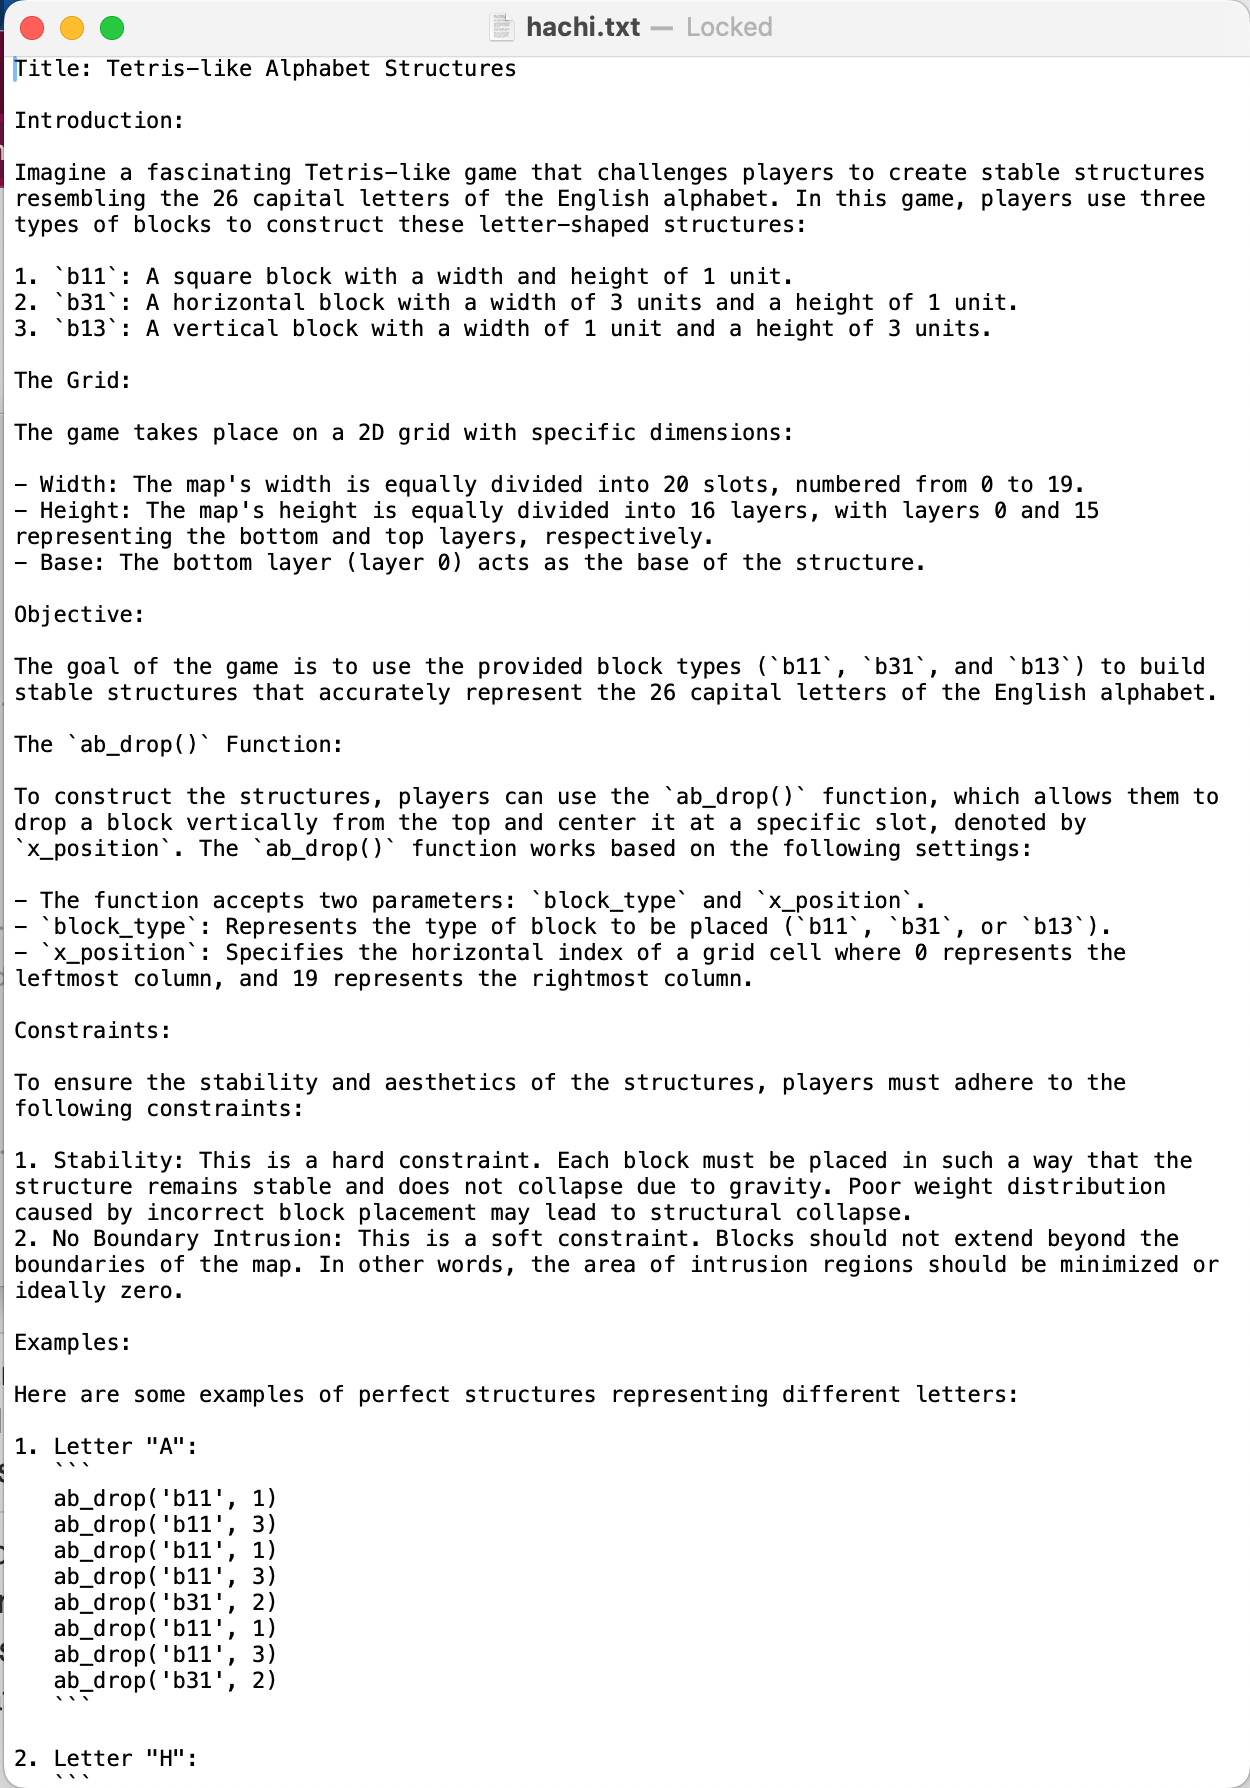 hachi.txt — Locked
Title: Tetris-like Alphabet Structures
Introduction:
Imagine a fascinating Tetris-like game that challenges players to create stable structures
resembling the 26 capital letters of the English alphabet. In this game, players use three
types of blocks to construct these letter-shaped structures:
1. `b11`: A square block with a width and height of 1 unit.
2. `b31`: A horizontal block with a width of 3 units and a height of 1 unit.
3. `b13`: A vertical block with a width of 1 unit and a height of 3 units.
The Grid:
The game takes place on a 2D grid with specific dimensions:
- Width: The map's width is equally divided into 20 slots, numbered from 0 to 19.
- Height: The map's height is equally divided into 16 layers, with layers 0 and 15
representing the bottom and top layers, respectively.
- Base: The bottom layer (layer 0) acts as the base of the structure.
Objective:
The goal of the game is to use the provided block types (`b11`, `b31`, and `b13`) to build
stable structures that accurately represent the 26 capital letters of the English alphabet.
The `ab_drop()` Function:
To construct the structures, players can use the `ab_drop()` function, which allows them to
drop a block vertically from the top and center it at a specific slot, denoted by
`x_position`. The `ab_drop()` function works based on the following settings:
- The function accepts two parameters: `block_type` and `x_position`.
- `block_type`: Represents the type of block to be placed (`b11`, `b31`, or `b13`).
- `x_position`: Specifies the horizontal index of a grid cell where 0 represents the
leftmost column, and 19 represents the rightmost column.
Constraints:
To ensure the stability and aesthetics of the structures, players must adhere to the
following constraints:
1. Stability: This is a hard constraint. Each block must be placed in such a way that the
structure remains stable and does not collapse due to gravity. Poor weight distribution
caused by incorrect block placement may lead to structural collapse.
2. No Boundary Intrusion: This is a soft constraint. Blocks should not extend beyond the
boundaries of the map. In other words, the area of intrusion regions should be minimized or
ideally zero.
Examples:
Here are some examples of perfect structures representing different letters:
1. Letter "A":
```
ab_drop('b11', 1)
ab_drop('b11', 3)
ab_drop('b11', 1)
ab_drop('b11', 3)
ab_drop('b31', 2)
ab_drop('b11', 1)
ab_drop('b11', 3)
ab_drop('b31', 2)
```
2. Letter "H":
```